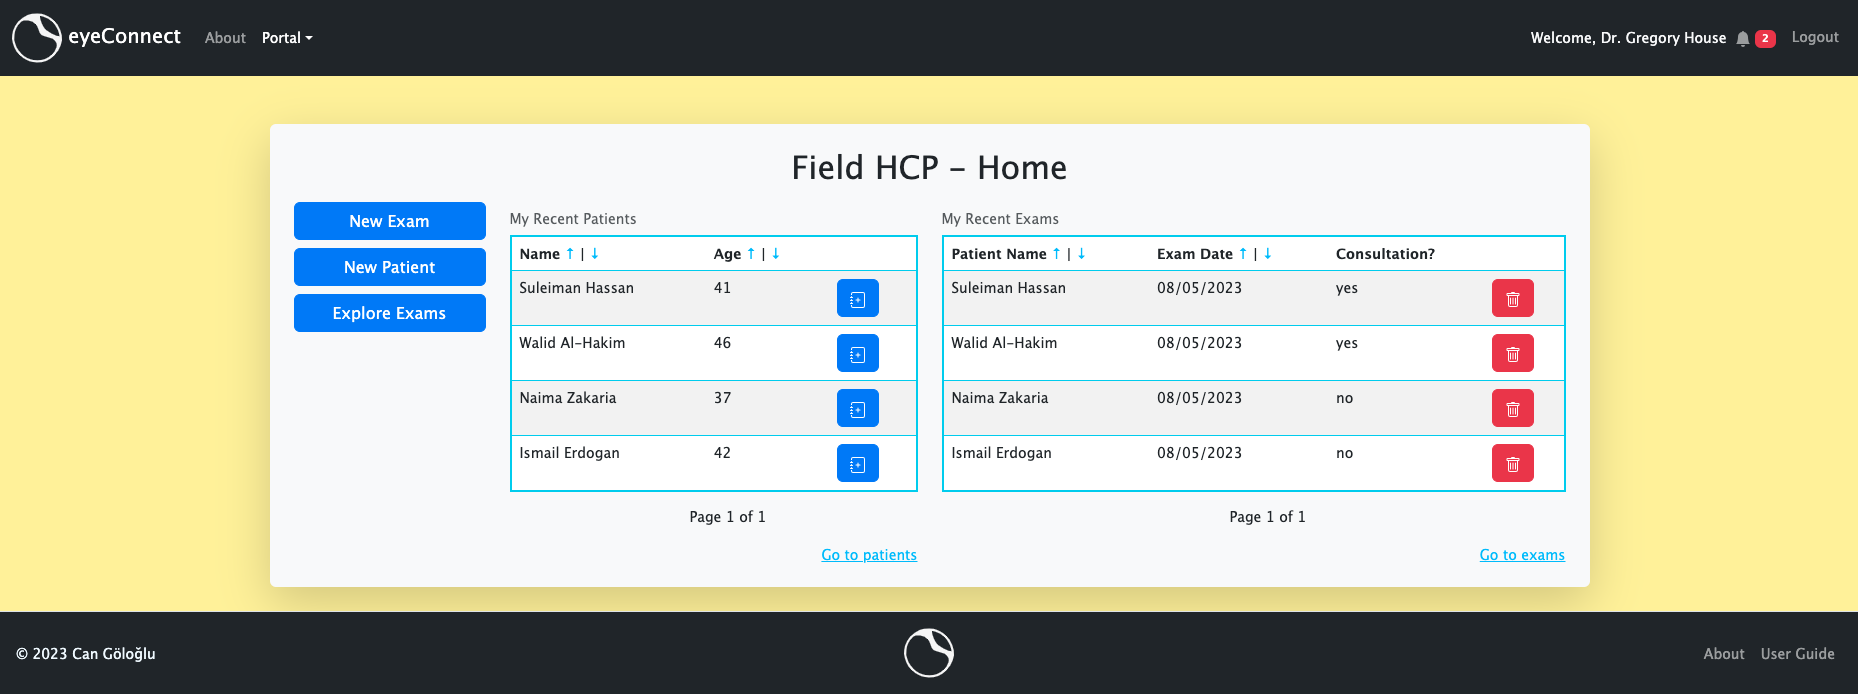 eyeConnect About Portal
Welcome, Dr. Gregory House 2 Logout
Field HCP - Home
New Exam
New Patient
Explore Exams
My Recent Patients
Name ↑ | ↓ Age ↑ | ↓
Suleiman Hassan 41
Walid Al-Hakim 46
Naima Zakaria 37
Ismail Erdogan 42
Page 1 of 1
Go to patients
My Recent Exams
Patient Name ↑ | ↓ Exam Date ↑ | ↓ Consultation?
Suleiman Hassan 08/05/2023 yes
Walid Al-Hakim 08/05/2023 yes
Naima Zakaria 08/05/2023 no
Ismail Erdogan 08/05/2023 no
Page 1 of 1
Go to exams
© 2023 Can Göloğlu
About User Guide